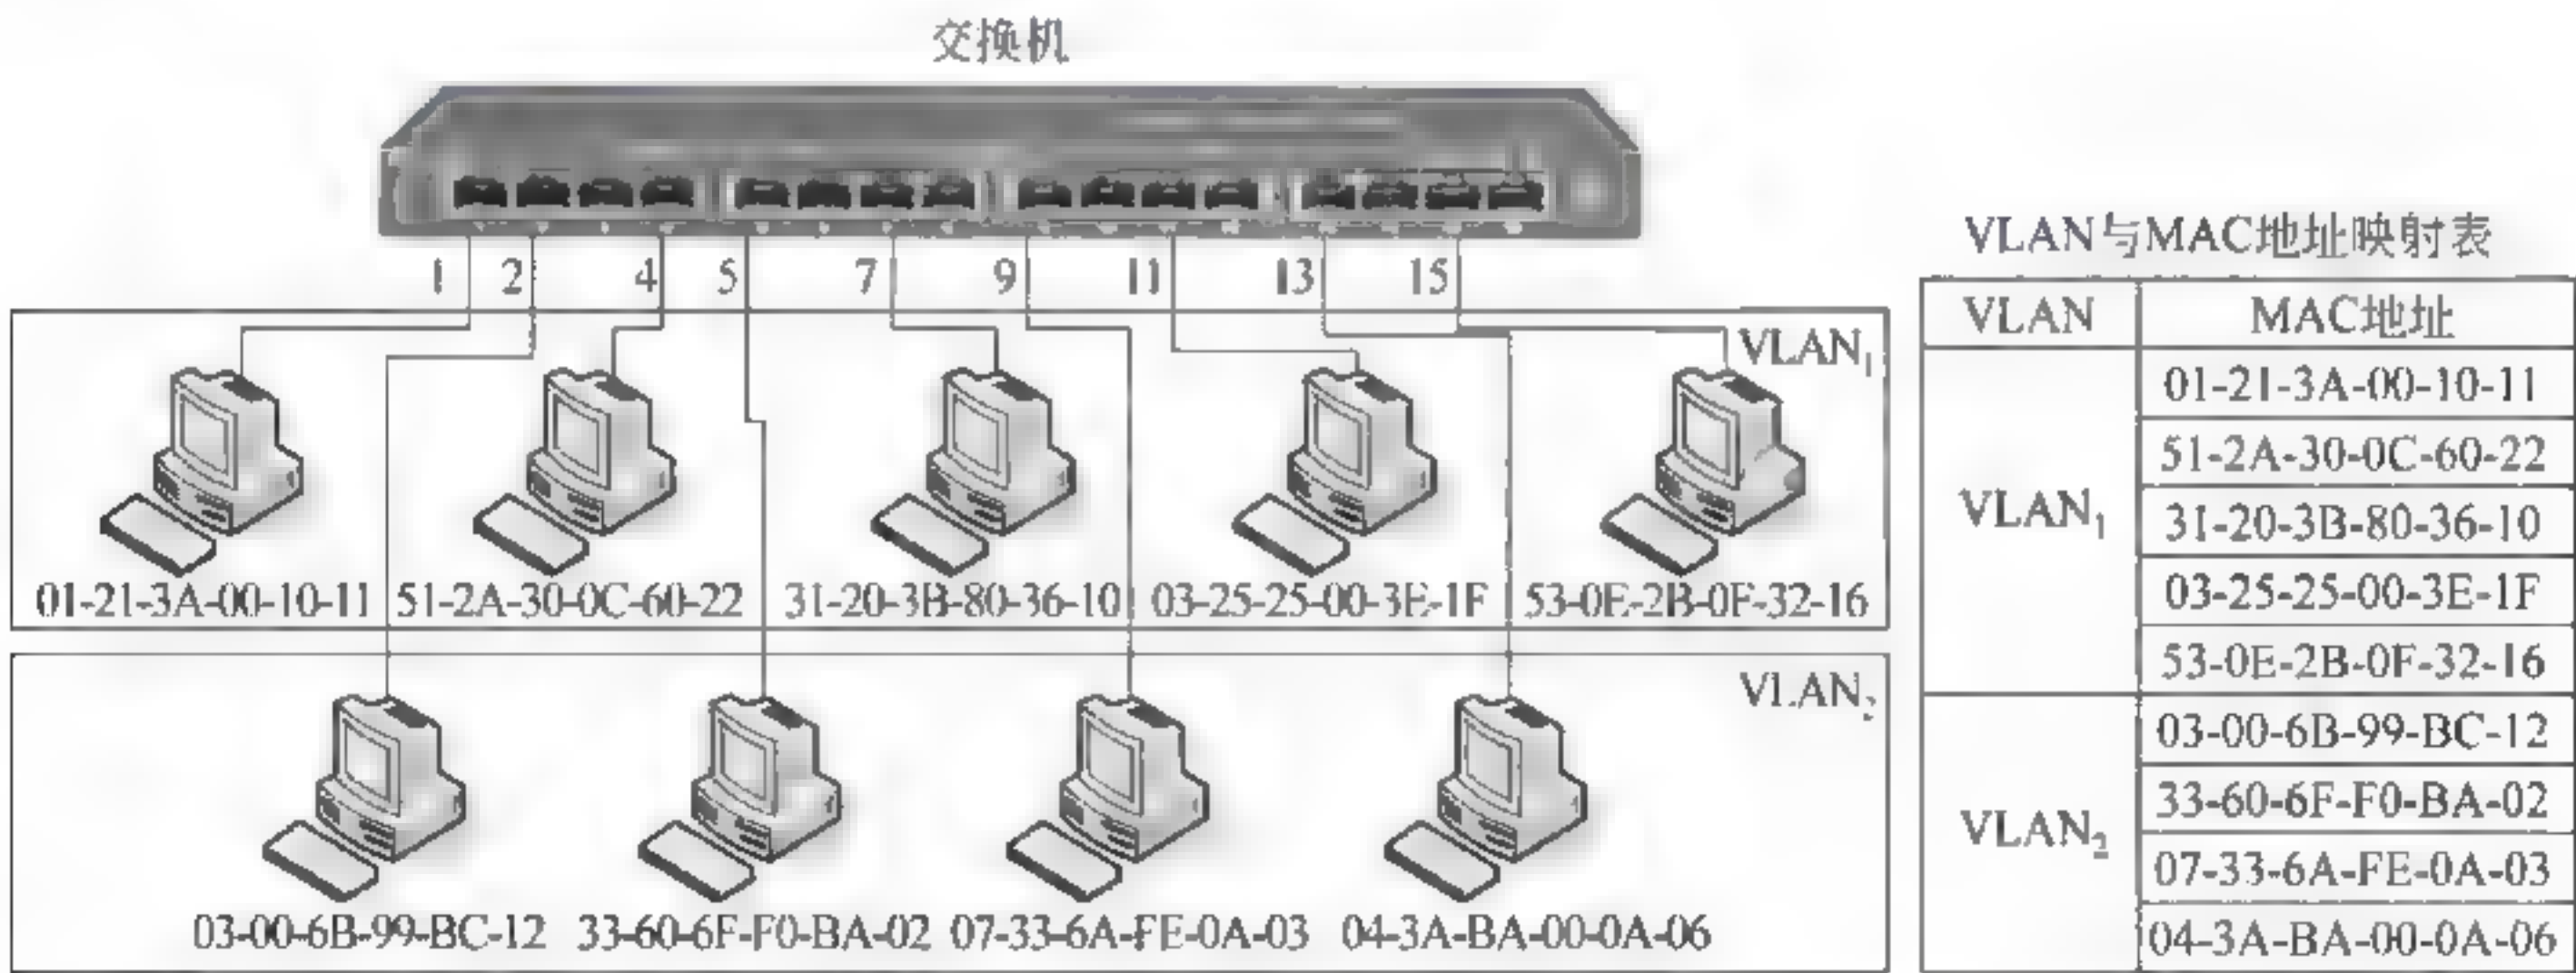 交换机
1 2 4 5 7 9 11 13 15
VLAN₁
01-21-3A-00-10-11 51-2A-30-0C-60-22 31-20-3B-80-36-10 03-25-25-00-3E-1F 53-0E-2B-0F-32-16
VLAN₂
03-00-6B-99-BC-12 33-60-6F-F0-BA-02 07-33-6A-FE-0A-03 04-3A-BA-00-0A-06
VLAN与MAC地址映射表
VLAN MAC地址
VLAN₁
01-21-3A-00-10-11
51-2A-30-0C-60-22
31-20-3B-80-36-10
03-25-25-00-3E-1F
53-0E-2B-0F-32-16
VLAN₂
03-00-6B-99-BC-12
33-60-6F-F0-BA-02
07-33-6A-FE-0A-03
04-3A-BA-00-0A-06